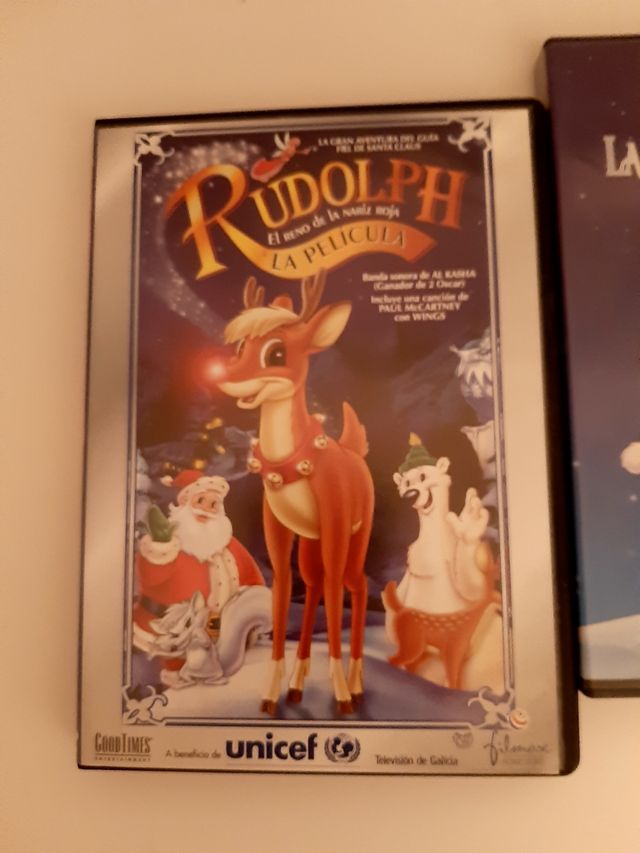 LA GRAN AVENTURA DEL GUÍA
FIEL DE SANTA CLAUS
RUDOLPH
EL RENO DE LA NARIZ ROJA
LA PELÍCULA
Banda sonora de AL KASHA
(Ganador de 2 Oscar)
Incluye una canción de
PAUL McCARTNEY
con WINGS
LA
GOODTIMES
ENTERTAINMENT
A beneficio de unicef
Televisión de Galicia
filmax